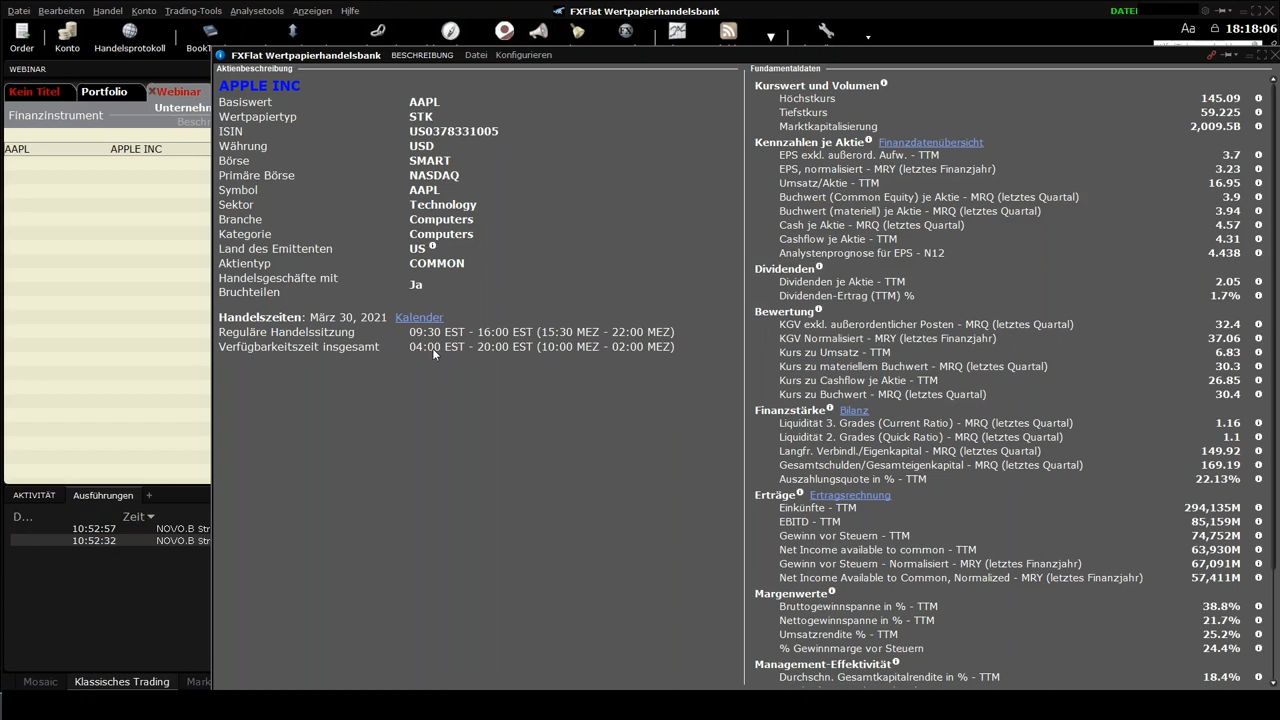 Datei Bearbeiten Handel Konto Trading-Tools Analysetools Anzeigen Hilfe
FXFlat Wertpapierhandelsbank
DATEI
Order Konto Handelsprotokoll
FX
Aa 18:18:06
WEBINAR
Kein Titel Portfolio Webinar
Unternehm
Finanzinstrument Beschr
AAPL APPLE INC
AKTIVITÄT Ausführungen +
D... Zeit
10:52:57 NOVO.B Str
10:52:32 NOVO.B Str
Mosaic Klassisches Trading Mark
FXFlat Wertpapierhandelsbank BESCHREIBUNG Datei Konfigurieren
Aktienbeschreibung
APPLE INC
Basiswert AAPL
Wertpapiertyp STK
ISIN US0378331005
Währung USD
Börse SMART
Primäre Börse NASDAQ
Symbol AAPL
Sektor Technology
Branche Computers
Kategorie Computers
Land des Emittenten US
Aktientyp COMMON
Handelsgeschäfte mit
Bruchteilen Ja
Handelszeiten: März 30, 2021 Kalender
Reguläre Handelssitzung 09:30 EST - 16:00 EST (15:30 MEZ - 22:00 MEZ)
Verfügbarkeitszeit insgesamt 04:00 EST - 20:00 EST (10:00 MEZ - 02:00 MEZ)
Fundamentaldaten
Kurswert und Volumen
Höchstkurs 145.09
Tiefstkurs 59.225
Marktkapitalisierung 2,009.5B
Kennzahlen je Aktie Finanzdatenübersicht
EPS exkl. außerord. Aufw. - TTM 3.7
EPS, normalisiert - MRY (letztes Finanzjahr) 3.23
Umsatz/Aktie - TTM 16.95
Buchwert (Common Equity) je Aktie - MRQ (letztes Quartal) 3.9
Buchwert (materiell) je Aktie - MRQ (letztes Quartal) 3.94
Cash je Aktie - MRQ (letztes Quartal) 4.57
Cashflow je Aktie - TTM 4.31
Analystenprognose für EPS - N12 4.438
Dividenden
Dividenden je Aktie - TTM 2.05
Dividenden-Ertrag (TTM) % 1.7%
Bewertung
KGV exkl. außerordentlicher Posten - MRQ (letztes Quartal) 32.4
KGV Normalisiert - MRY (letztes Finanzjahr) 37.06
Kurs zu Umsatz - TTM 6.83
Kurs zu materiellem Buchwert - MRQ (letztes Quartal) 30.3
Kurs zu Cashflow je Aktie - TTM 26.85
Kurs zu Buchwert - MRQ (letztes Quartal) 30.4
Finanzstärke Bilanz
Liquidität 3. Grades (Current Ratio) - MRQ (letztes Quartal) 1.16
Liquidität 2. Grades (Quick Ratio) - MRQ (letztes Quartal) 1.1
Langfr. Verbindl./Eigenkapital - MRQ (letztes Quartal) 149.92
Gesamtschulden/Gesamteigenkapital - MRQ (letztes Quartal) 169.19
Auszahlungsquote in % - TTM 22.13%
Erträge Ertragsrechnung
Einkünfte - TTM 294,135M
EBITD - TTM 85,159M
Gewinn vor Steuern - TTM 74,752M
Net Income available to common - TTM 63,930M
Gewinn vor Steuern - Normalisiert - MRY (letztes Finanzjahr) 67,091M
Net Income Available to Common, Normalized - MRY (letztes Finanzjahr) 57,411M
Margenwerte
Bruttogewinnspanne in % - TTM 38.8%
Nettogewinnspanne in % - TTM 21.7%
Umsatzrendite % - TTM 25.2%
% Gewinnmarge vor Steuern 24.4%
Management-Effektivität
Durchschn. Gesamtkapitalrendite in % - TTM 18.4%